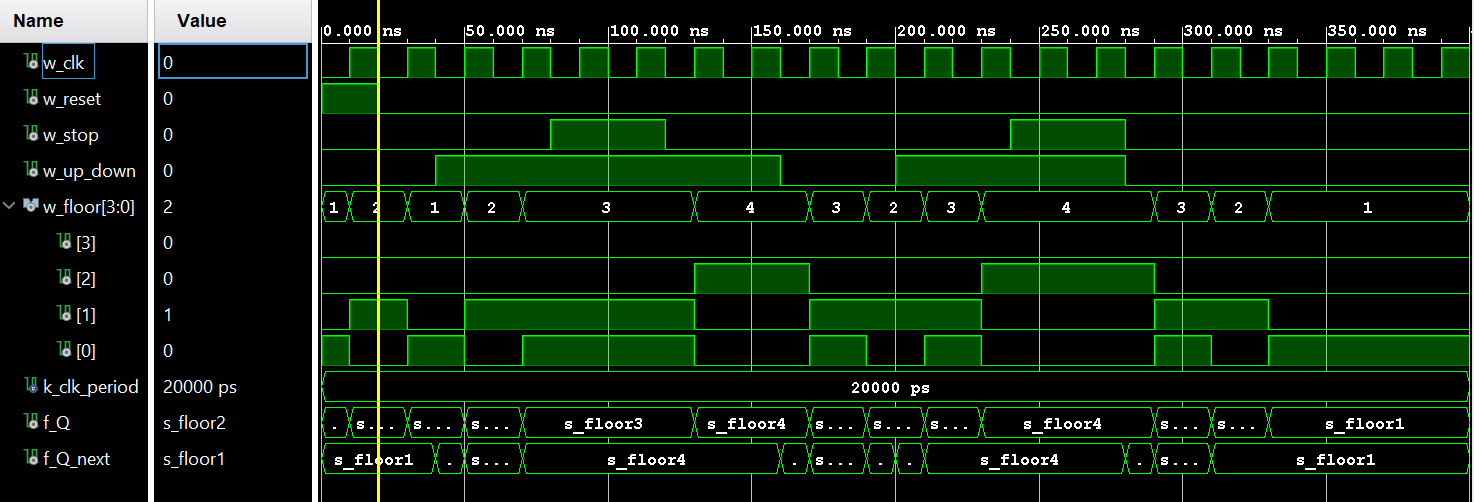 Name Value 0.000 ns 50.000 ns 100.000 ns 150.000 ns 200.000 ns 250.000 ns 300.000 ns 350.000 ns
w_clk 0
w_reset 0
w_stop 0
w_up_down 0
w_floor[3:0] 2 1 2 1 2 3 4 3 2 3 4 3 2 1
[3] 0
[2] 0
[1] 1
[0] 0
k_clk_period 20000 ps 20000 ps
f_Q s_floor2 . s... s... s... s_floor3 s_floor4 s... s... s... s_floor4 s... s... s_floor1
f_Q_next s_floor1 s_floor1 . s... s_floor4 . s... . . s_floor4 . s... s_floor1